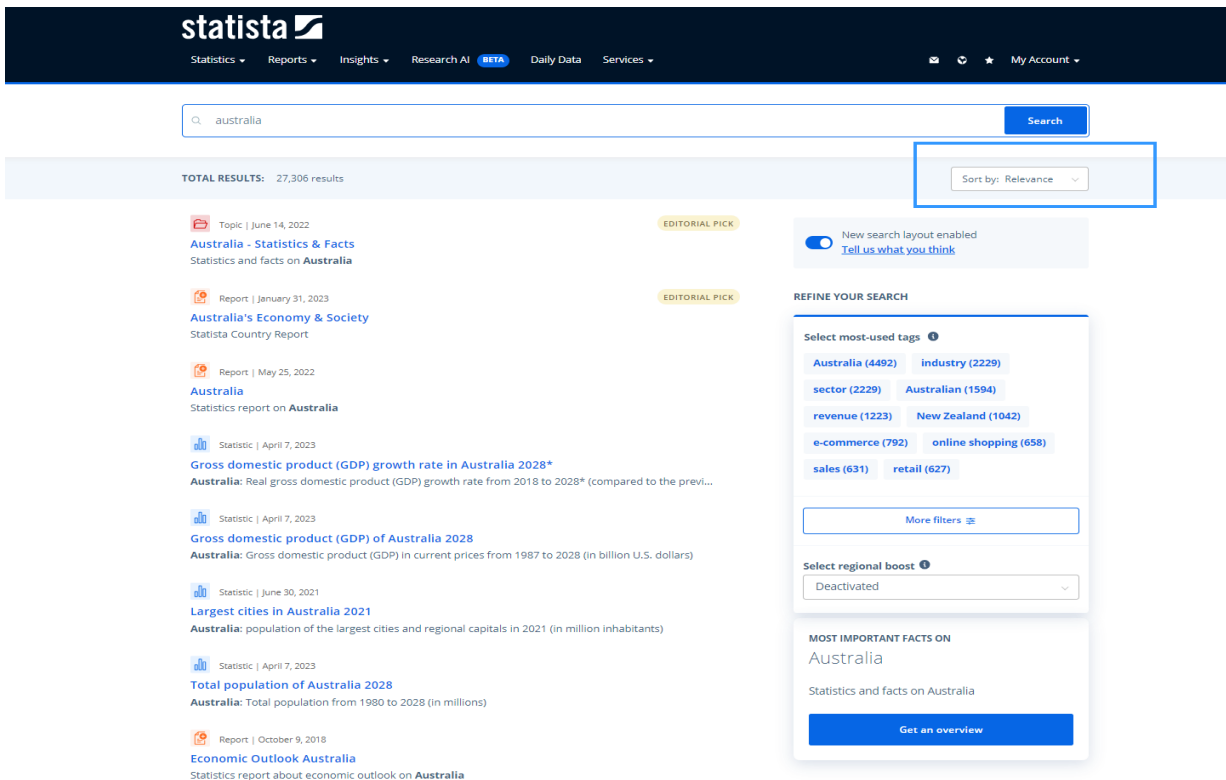 statista
Statistics Reports Insights Research AI BETA Daily Data Services My Account
australia Search
TOTAL RESULTS: 27,306 results Sort by: Relevance
Topic | June 14, 2022 EDITORIAL PICK
Australia - Statistics & Facts
Statistics and facts on Australia
Report | January 31, 2023 EDITORIAL PICK
Australia's Economy & Society
Statista Country Report
Report | May 25, 2022
Australia
Statistics report on Australia
Statistic | April 7, 2023
Gross domestic product (GDP) growth rate in Australia 2028*
Australia: Real gross domestic product (GDP) growth rate from 2018 to 2028* (compared to the previ...
Statistic | April 7, 2023
Gross domestic product (GDP) of Australia 2028
Australia: Gross domestic product (GDP) in current prices from 1987 to 2028 (in billion U.S. dollars)
Statistic | June 30, 2021
Largest cities in Australia 2021
Australia: population of the largest cities and regional capitals in 2021 (in million inhabitants)
Statistic | April 7, 2023
Total population of Australia 2028
Australia: Total population from 1980 to 2028 (in millions)
Report | October 9, 2018
Economic Outlook Australia
Statistics report about economic outlook on Australia
New search layout enabled
Tell us what you think
REFINE YOUR SEARCH
Select most-used tags
Australia (4492) industry (2229)
sector (2229) Australian (1594)
revenue (1223) New Zealand (1042)
e-commerce (792) online shopping (658)
sales (631) retail (627)
More filters
Select regional boost
Deactivated
MOST IMPORTANT FACTS ON
Australia
Statistics and facts on Australia
Get an overview